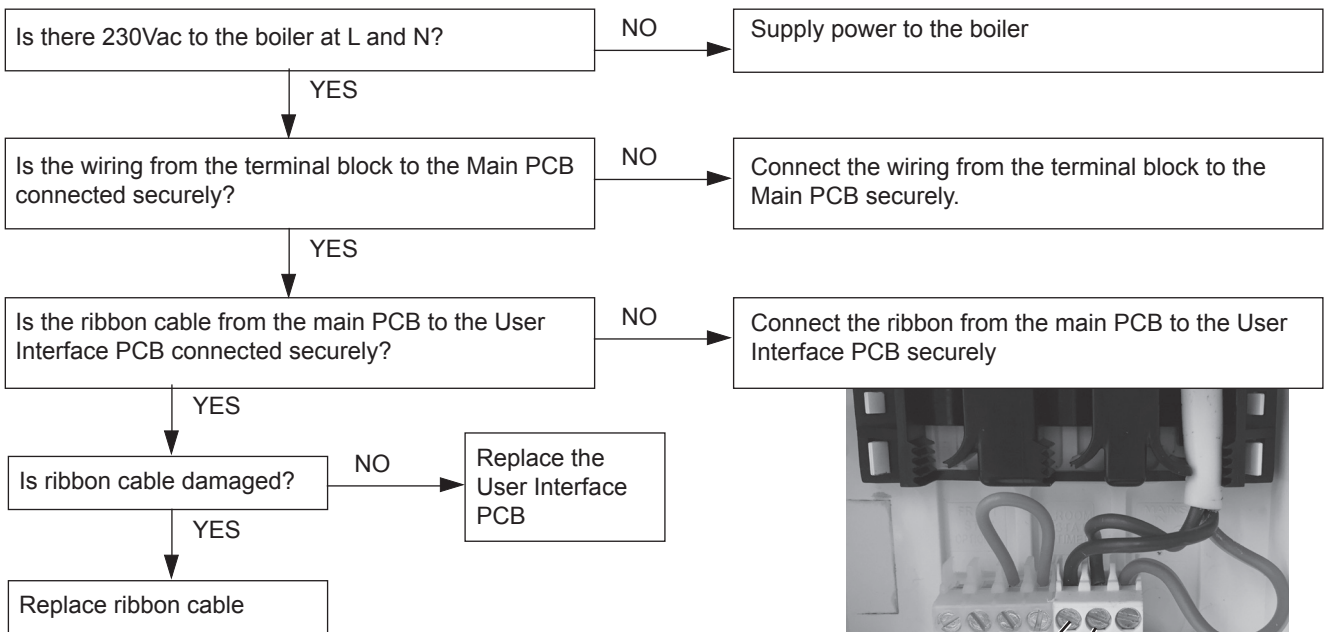 Is there 230Vac to the boiler at L and N?
NO
Supply power to the boiler
YES
Is the wiring from the terminal block to the Main PCB
connected securely?
NO
Connect the wiring from the terminal block to the
Main PCB securely.
YES
Is the ribbon cable from the main PCB to the User
Interface PCB connected securely?
NO
Connect the ribbon from the main PCB to the User
Interface PCB securely
YES
Is ribbon cable damaged?
NO
Replace the
User Interface
PCB
YES
Replace ribbon cable